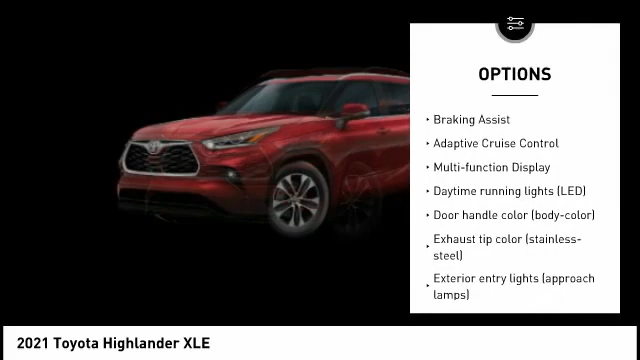 OPTIONS
Braking Assist
Adaptive Cruise Control
Multi-function Display
Daytime running lights (LED)
Door handle color (body-color)
Exhaust tip color (stainless-
steel)
Exterior entry lights (approach
lamps)
2021 Toyota Highlander XLE